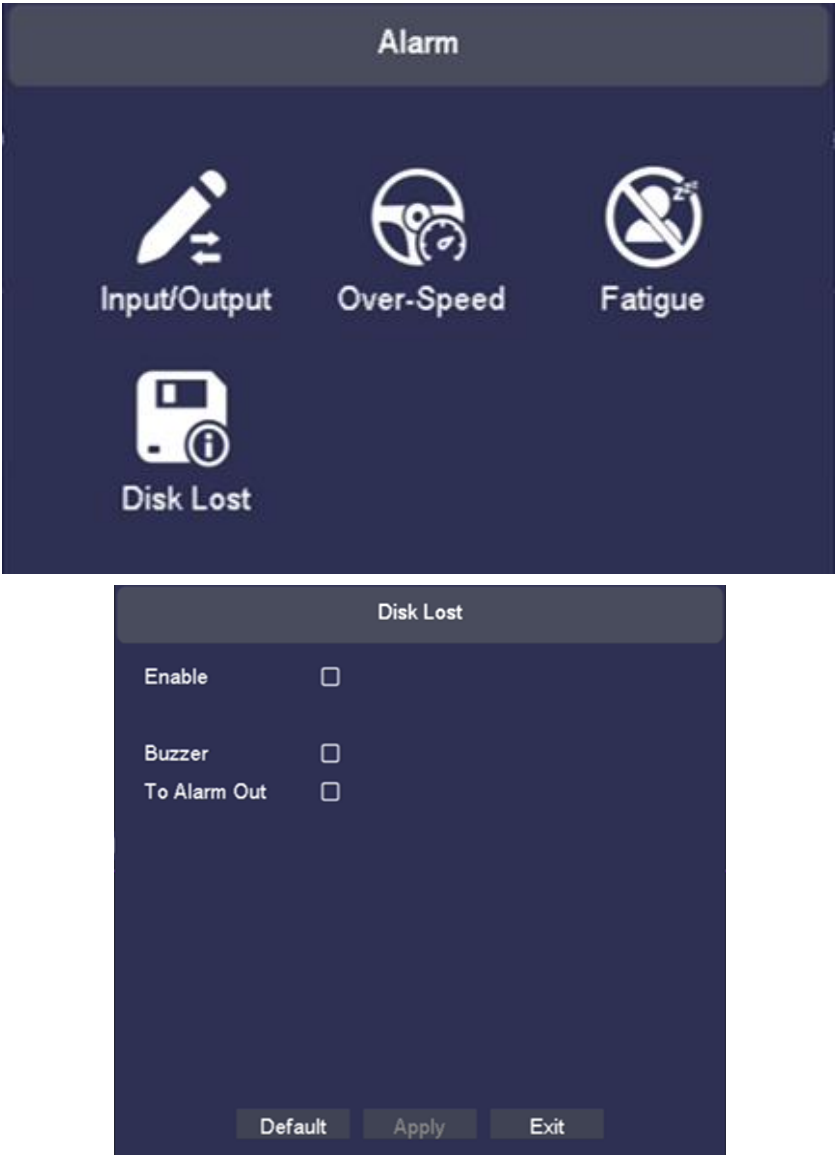 Alarm
Input/Output Over-Speed Fatigue
Disk Lost
Disk Lost
Enable
Buzzer
To Alarm Out
Default Apply Exit